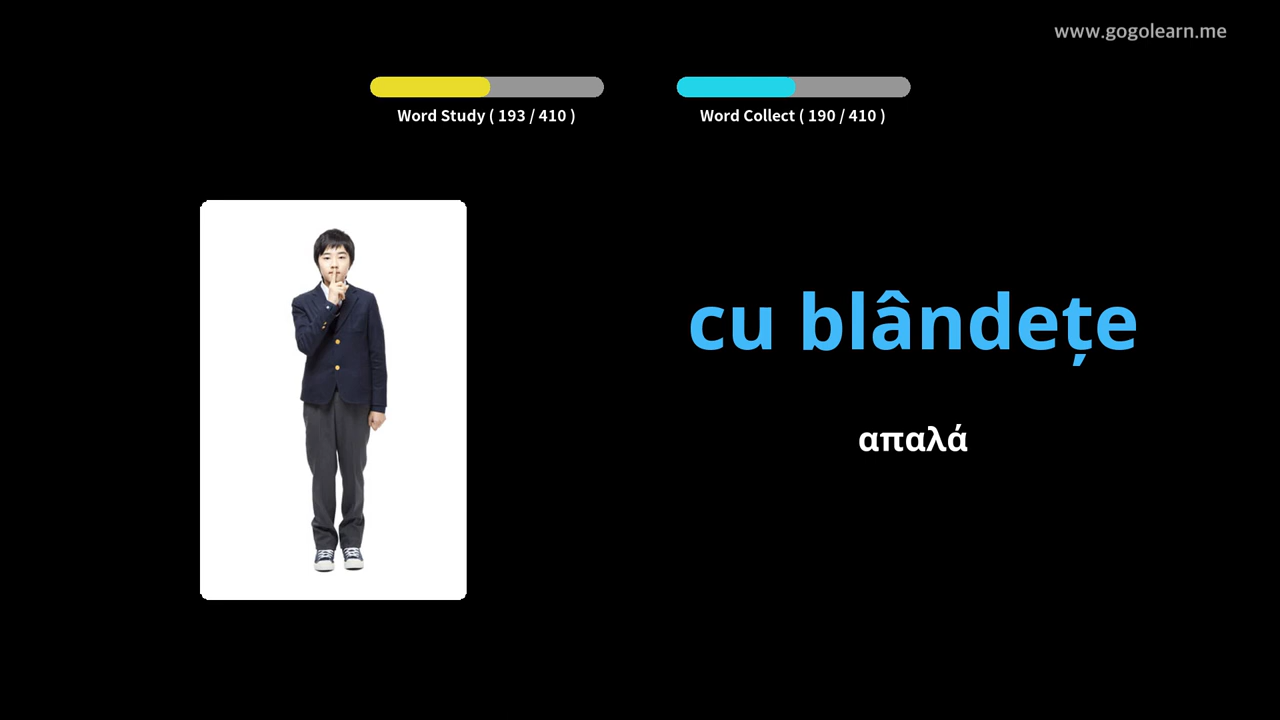 www.gogolearn.me
Word Study ( 193 / 410 )
Word Collect ( 190 / 410 )
cu blândețe
απαλά